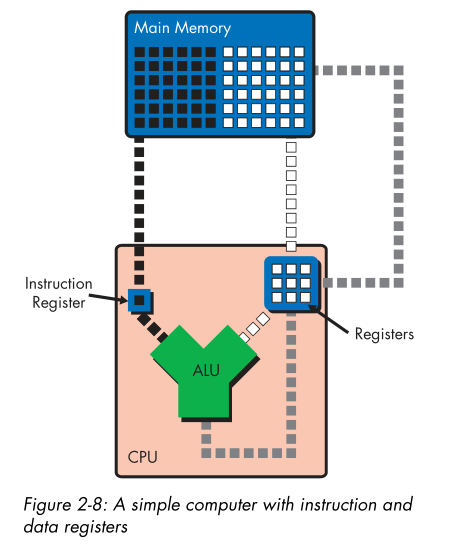 Main Memory
Instruction
Register
Registers
ALU
CPU
Figure 2-8: A simple computer with instruction and
data registers